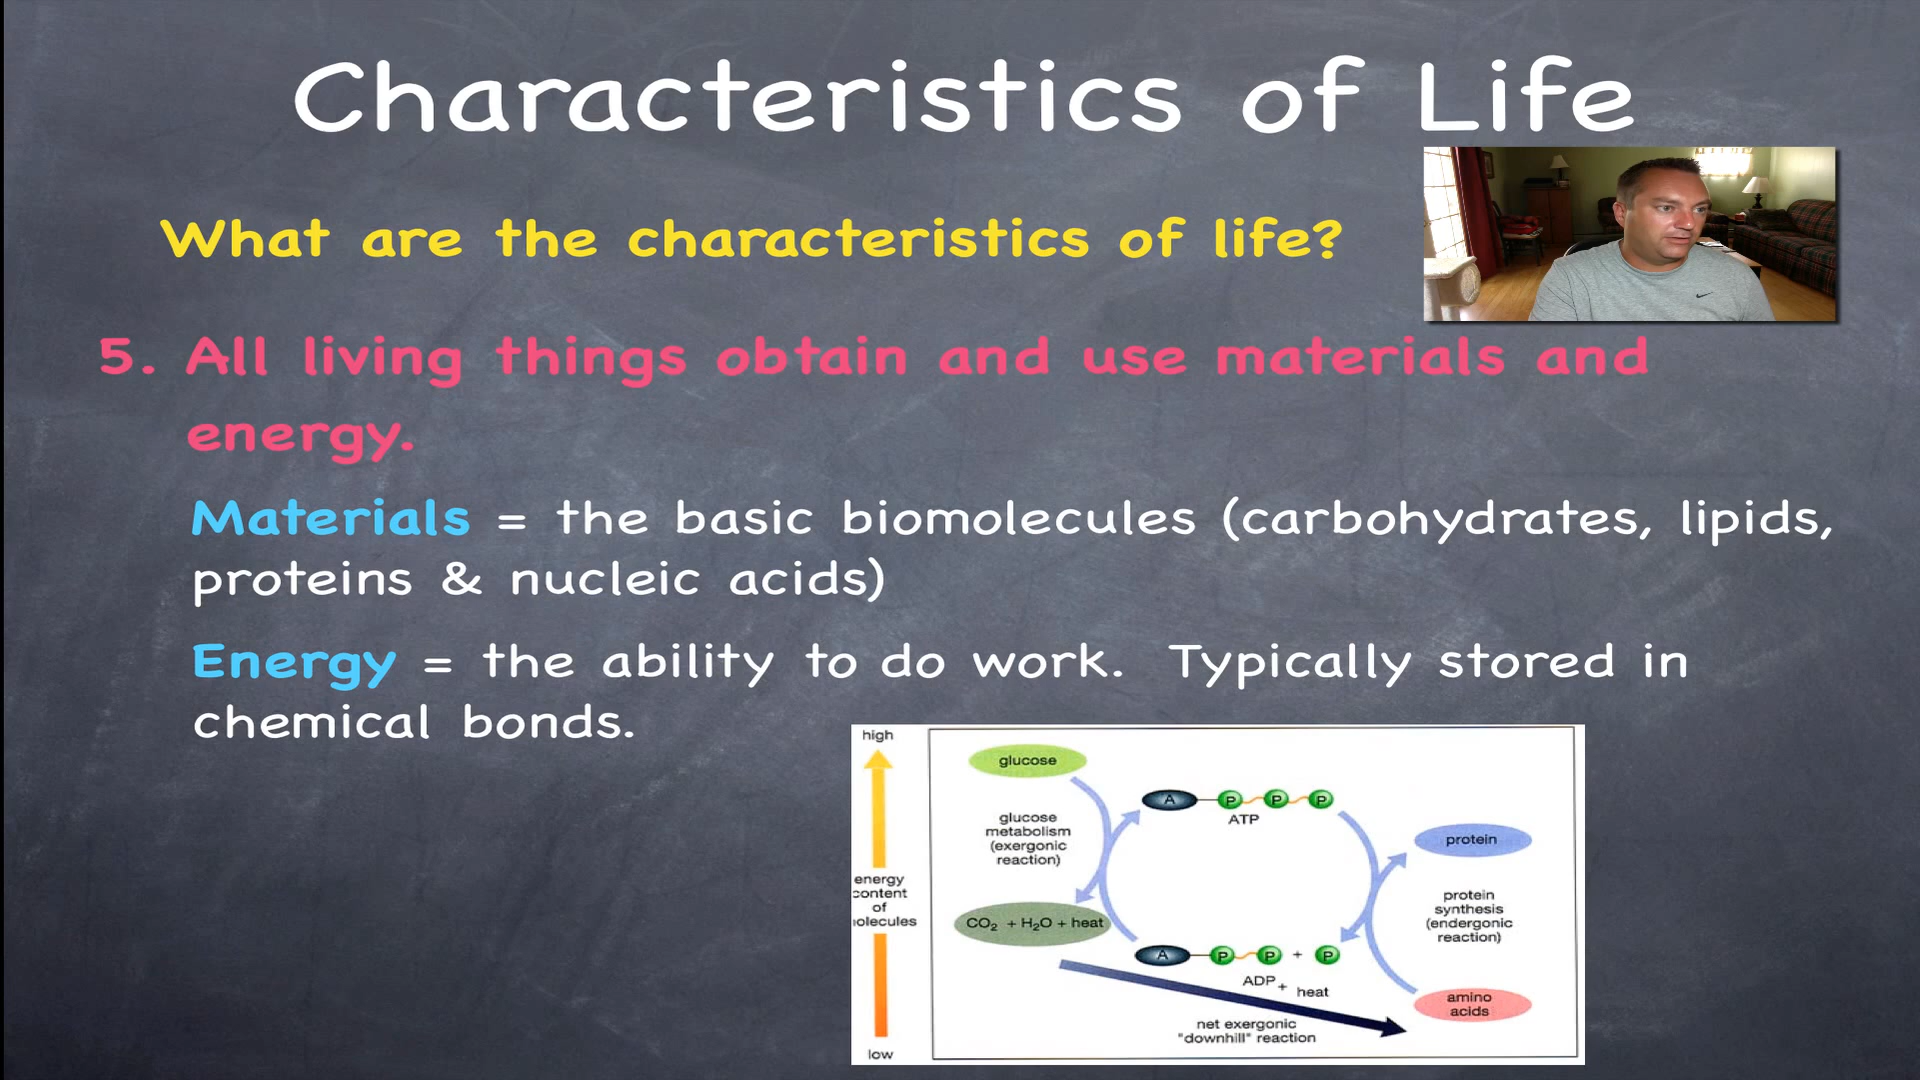 Characteristics of Life
What are the characteristics of life?
5. All living things obtain and use materials and
energy.
Materials = the basic biomolecules (carbohydrates, lipids,
proteins & nucleic acids)
Energy = the ability to do work. Typically stored in
chemical bonds.
high
energy
content
of
olecules
low
glucose
glucose
metabolism
(exergonic
reaction)
CO₂ + H₂O + heat
A P P P
ATP
A P P + P
ADP + heat
protein
protein
synthesis
(endergonic
reaction)
amino
acids
net exergonic
"downhill" reaction